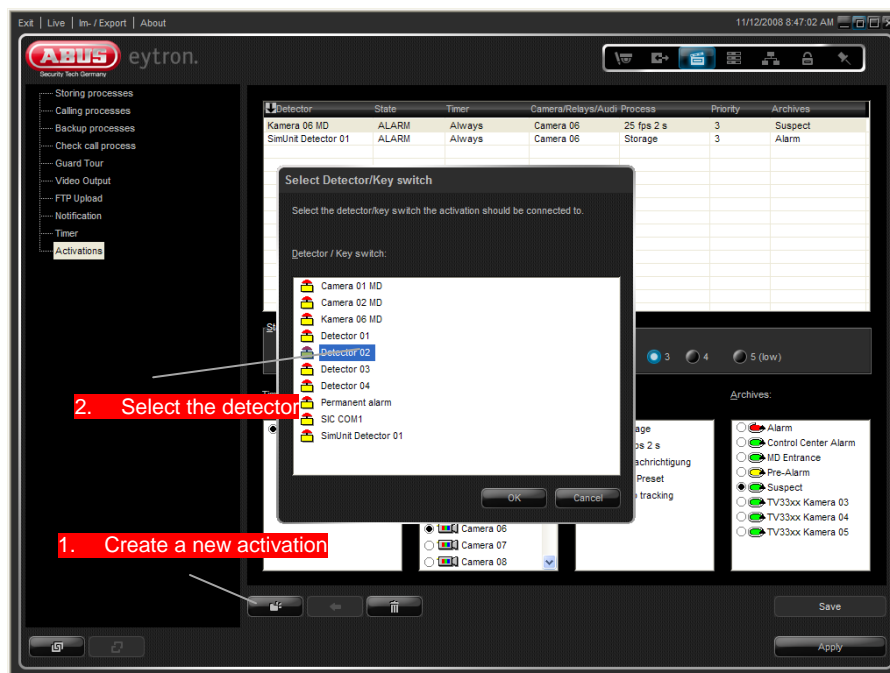 Exit | Live | Im- / Export | About
11/12/2008 8:47:02 AM
ABUS eytron.
Security Tech Germany
Storing processes
Calling processes
Backup processes
Check call process
Guard Tour
Video Output
FTP Upload
Notification
Timer
Activations
Detector State Timer Camera/Relays/Audi Process Priority Archives
Kamera 06 MD ALARM Always Camera 06 25 fps 2 s 3 Suspect
SimUnit Detector 01 ALARM Always Camera 06 Storage 3 Alarm
Select Detector/Key switch
Select the detector/key switch the activation should be connected to.
Detector / Key switch:
Camera 01 MD
Camera 02 MD
Kamera 06 MD
Detector 01
Detector 02
Detector 03
Detector 04
Permanent alarm
SIC COM1
SimUnit Detector 01
OK Cancel
2. Select the detector
3 4 5 (low)
Archives:
Alarm
Control Center Alarm
MD Entrance
Pre-Alarm
Suspect
TV33xx Kamera 03
TV33xx Kamera 04
TV33xx Kamera 05
age
ps 2 s
achrichtigung
Preset
tracking
Camera 06
Camera 07
Camera 08
1. Create a new activation
Save
Apply